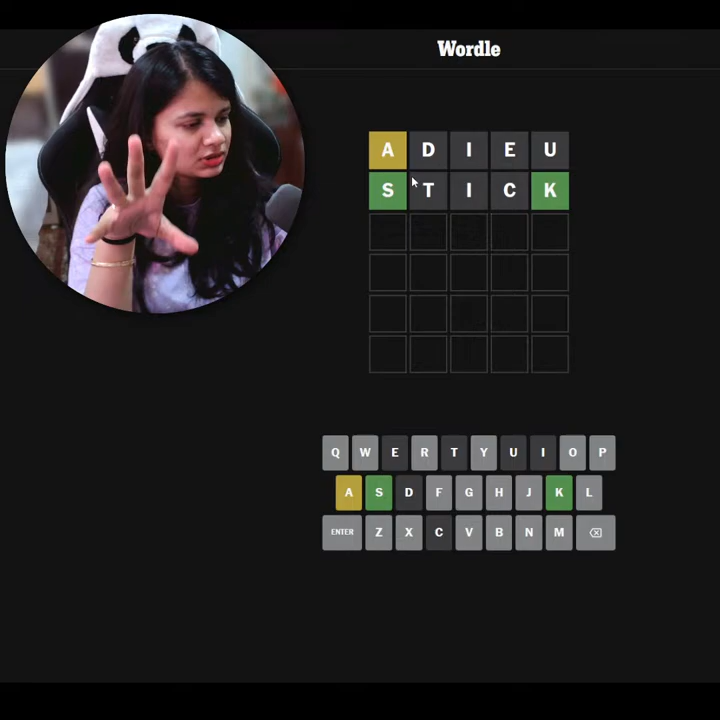 Wordle
A D I E U
S T I C K
Q W E R T Y U I O P
A S D F G H J K L
ENTER Z X C V B N M